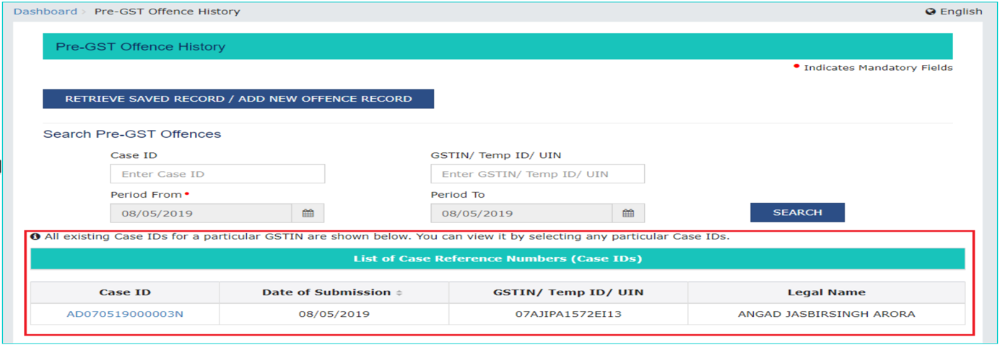 Dashboard > Pre-GST Offence History English
Pre-GST Offence History
• Indicates Mandatory Fields
RETRIEVE SAVED RECORD / ADD NEW OFFENCE RECORD
Search Pre-GST Offences
Case ID GSTIN/ Temp ID/ UIN
Enter Case ID Enter GSTIN/ Temp ID/ UIN
Period From• Period To
08/05/2019 08/05/2019 SEARCH
All existing Case IDs for a particular GSTIN are shown below. You can view it by selecting any particular Case IDs.
List of Case Reference Numbers (Case IDs)
Case ID Date of Submission GSTIN/ Temp ID/ UIN Legal Name
AD070519000003N 08/05/2019 07AJIPA1572EI13 ANGAD JASBIRSINGH ARORA